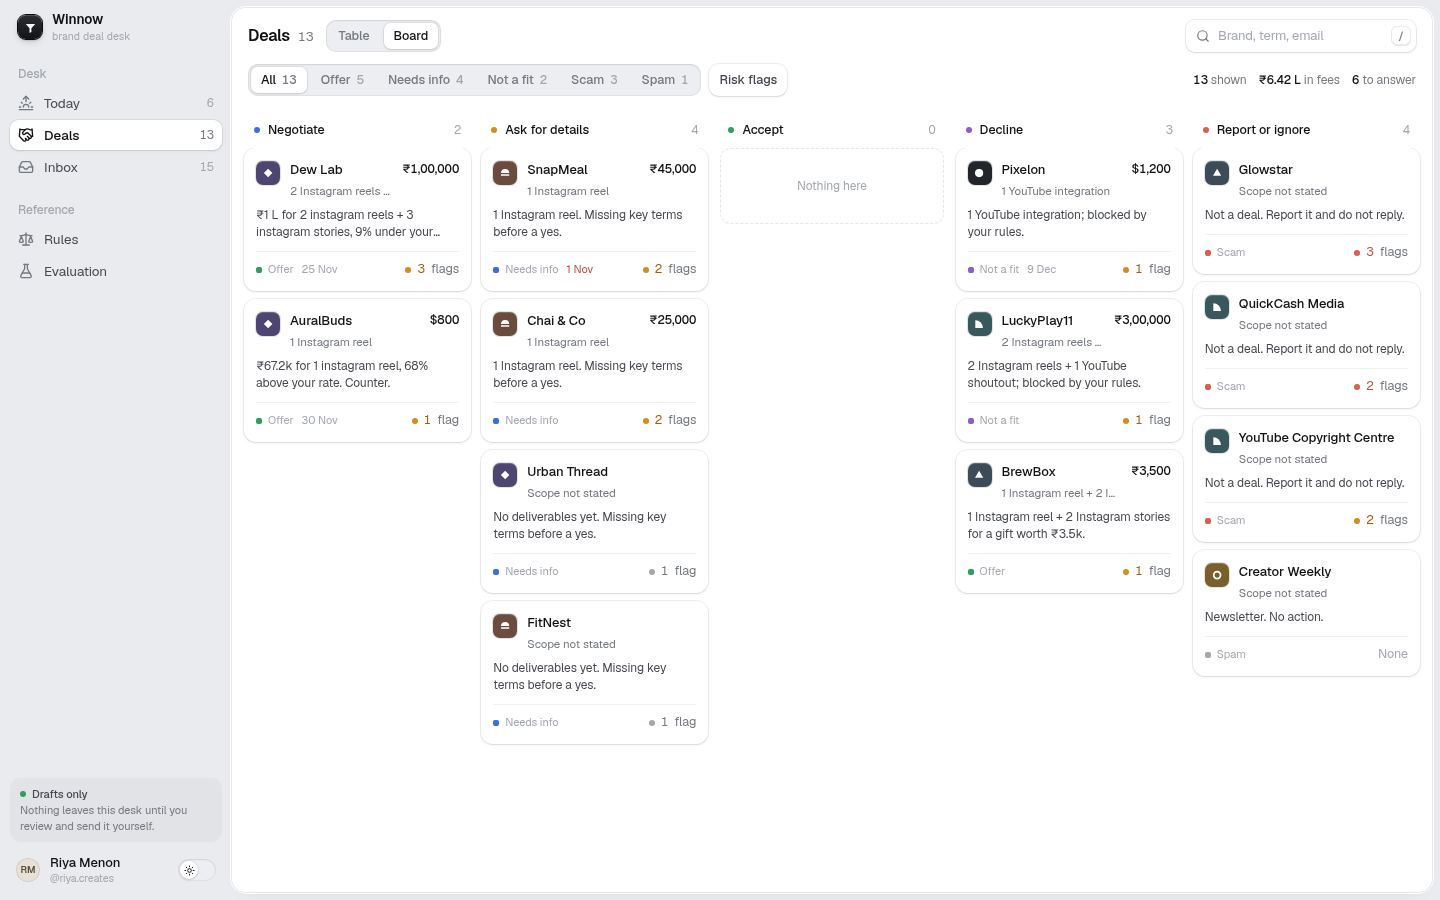 Winnow
brand deal desk
Desk
Today 6
Deals 13
Inbox 15
Reference
Rules
Evaluation
Drafts only
Nothing leaves this desk until you
review and send it yourself.
RM
Riya Menon
@riya.creates
Deals 13
Table Board
Brand, term, email /
All 13 Offer 5 Needs info 4 Not a fit 2 Scam 3 Spam 1
Risk flags
13 shown ₹6.42 L in fees 6 to answer
Negotiate 2
Dew Lab ₹1,00,000
2 Instagram reels ...
₹1 L for 2 instagram reels + 3
instagram stories, 9% under your...
Offer 25 Nov 3 flags
AuralBuds $800
1 Instagram reel
₹67.2k for 1 instagram reel, 68%
above your rate. Counter.
Offer 30 Nov 1 flag
Ask for details 4
SnapMeal ₹45,000
1 Instagram reel
1 Instagram reel. Missing key terms
before a yes.
Needs info 1 Nov 2 flags
Chai & Co ₹25,000
1 Instagram reel
1 Instagram reel. Missing key terms
before a yes.
Needs info 2 flags
Urban Thread
Scope not stated
No deliverables yet. Missing key
terms before a yes.
Needs info 1 flag
FitNest
Scope not stated
No deliverables yet. Missing key
terms before a yes.
Needs info 1 flag
Accept 0
Nothing here
Decline 3
Pixelon $1,200
1 YouTube integration
1 YouTube integration; blocked by
your rules.
Not a fit 9 Dec 1 flag
LuckyPlay11 ₹3,00,000
2 Instagram reels ...
2 Instagram reels + 1 YouTube
shoutout; blocked by your rules.
Not a fit 1 flag
BrewBox ₹3,500
1 Instagram reel + 2 I...
1 Instagram reel + 2 Instagram stories
for a gift worth ₹3.5k.
Offer 1 flag
Report or ignore 4
Glowstar
Scope not stated
Not a deal. Report it and do not reply.
Scam 3 flags
QuickCash Media
Scope not stated
Not a deal. Report it and do not reply.
Scam 2 flags
YouTube Copyright Centre
Scope not stated
Not a deal. Report it and do not reply.
Scam 2 flags
Creator Weekly
Scope not stated
Newsletter. No action.
Spam None